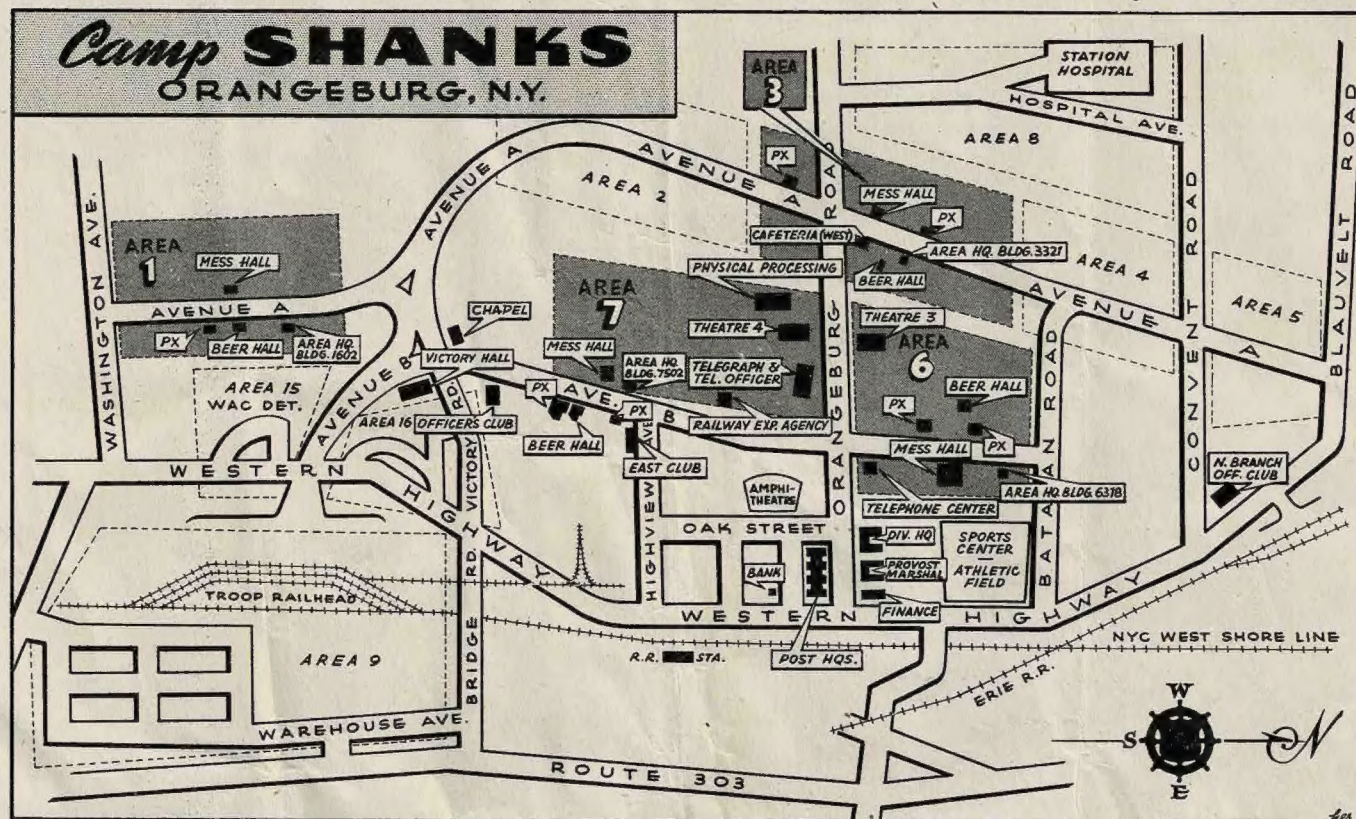 Camp SHANKS
ORANGEBURG, N.Y.
AREA
3
STATION
HOSPITAL
HOSPITAL AVE.
BLAUVELT ROAD
AVENUE A
AVENUE A
PX
ROAD
AREA 8
AREA 2
MESS HALL
PX
CAFETERIA (WEST)
AREA HQ. BLDG. 3321
BEER HALL
AREA 4
WASHINGTON AVE.
AREA
1
MESS HALL
AVENUE A
PX
BEER HALL
AREA HQ.
BLDG. 1602
PHYSICAL PROCESSING
AREA
7
CHAPEL
THEATRE 4
ORANGEBURG
THEATRE 3
AREA
6
AVENUE A
CONVENT ROAD
AREA 5
VICTORY HALL
MESS HALL
AREA HQ.
BLDG. 7502
TELEGRAPH &
TEL. OFFICER
BEER HALL
BATAAN ROAD
AREA 15
WAC DET.
AVENUE B
AREA 16
OFFICERS CLUB
VICTORY RD.
PX
AVE. B
PX
RAILWAY EXP. AGENCY
PX
PX
BEER HALL
EAST CLUB
MESS HALL
WESTERN HIGHWAY
HIGHVIEW AVE.
AMPHI-
THEATRE
TELEPHONE CENTER
AREA HQ. BLDG. 6318
N. BRANCH
OFF. CLUB
OAK STREET
DIV. HQ
SPORTS
CENTER
ATHLETIC
FIELD
PROVOST
MARSHAL
BANK
FINANCE
TROOP RAILHEAD
BRIDGE RD.
WESTERN HIGHWAY
R.R. STA.
POST HQS.
NYC WEST SHORE LINE
ERIE R.R.
AREA 9
WAREHOUSE AVE.
ROUTE 303
W
S
N
E